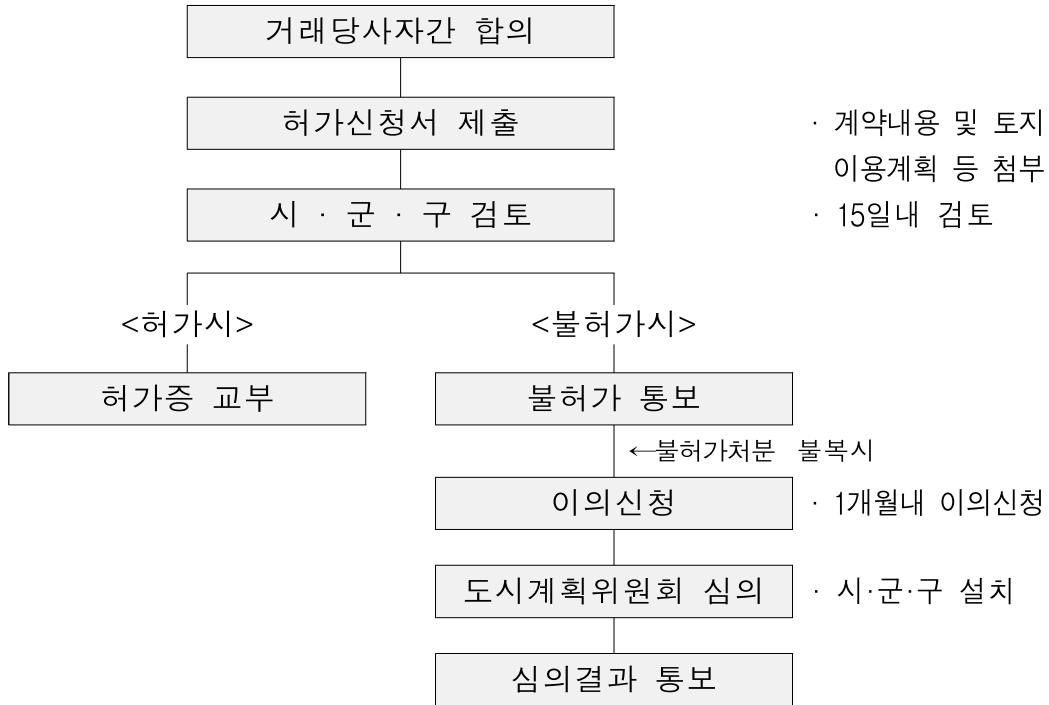 거래당사자간 합의
허가신청서 제출
· 계약내용 및 토지
이용계획 등 첨부
시 · 군 · 구 검토
· 15일내 검토
<허가시>
<불허가시>
허가증 교부
불허가 통보
←불허가처분 불복시
이의신청
· 1개월내 이의신청
도시계획위원회 심의
· 시·군·구 설치
심의결과 통보